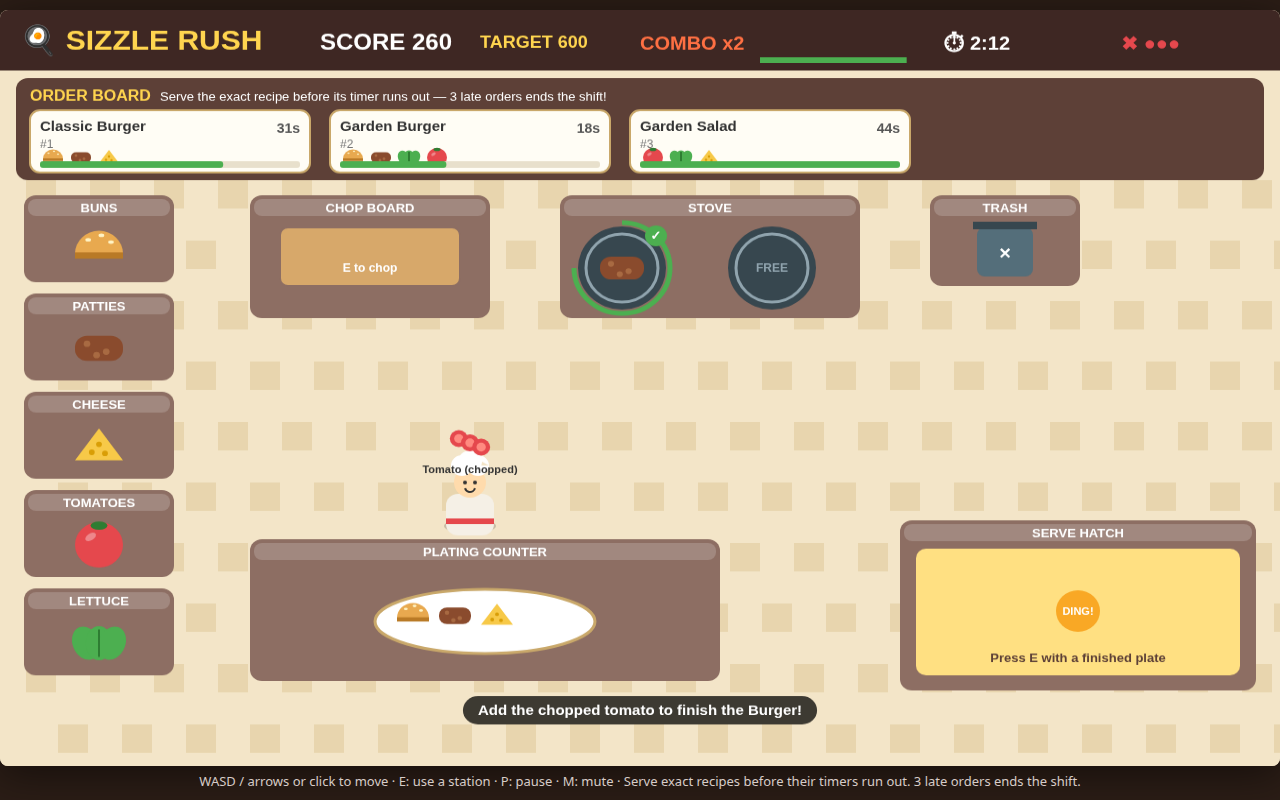 SIZZLE RUSH
SCORE 260
TARGET 600
COMBO x2
2:12
ORDER BOARD
Serve the exact recipe before its timer runs out — 3 late orders ends the shift!
Classic Burger
31s
#1
Garden Burger
18s
#2
Garden Salad
44s
#3
BUNS
CHOP BOARD
E to chop
STOVE
FREE
TRASH
PATTIES
CHEESE
TOMATOES
LETTUCE
Tomato (chopped)
PLATING COUNTER
SERVE HATCH
DING!
Press E with a finished plate
Add the chopped tomato to finish the Burger!
WASD / arrows or click to move · E: use a station · P: pause · M: mute · Serve exact recipes before their timers run out. 3 late orders ends the shift.